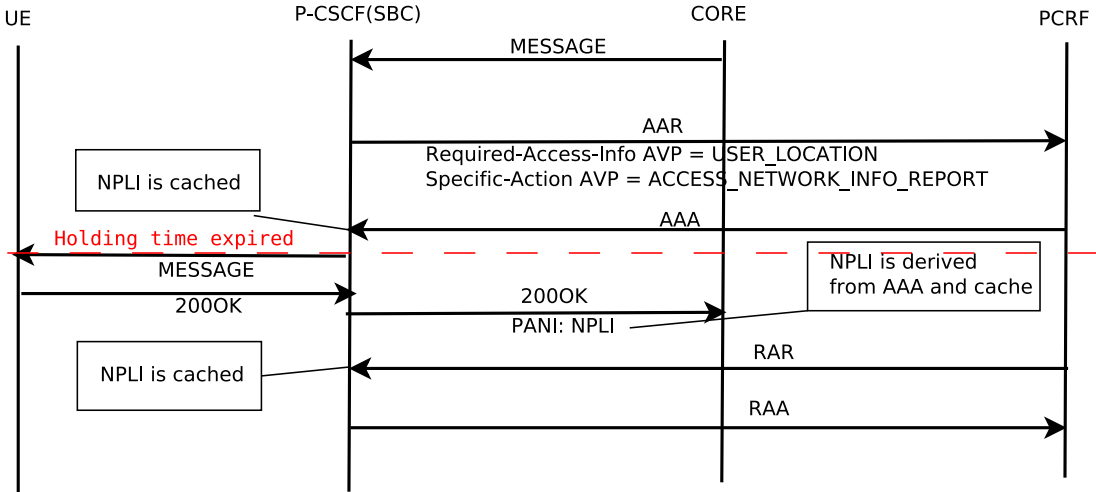 UE
P-CSCF(SBC)
CORE
PCRF
MESSAGE
AAR
Required-Access-Info AVP = USER_LOCATION
Specific-Action AVP = ACCESS_NETWORK_INFO_REPORT
NPLI is cached
AAA
Holding time expired
MESSAGE
NPLI is derived
from AAA and cache
200OK
200OK
PANI: NPLI
RAR
NPLI is cached
RAA